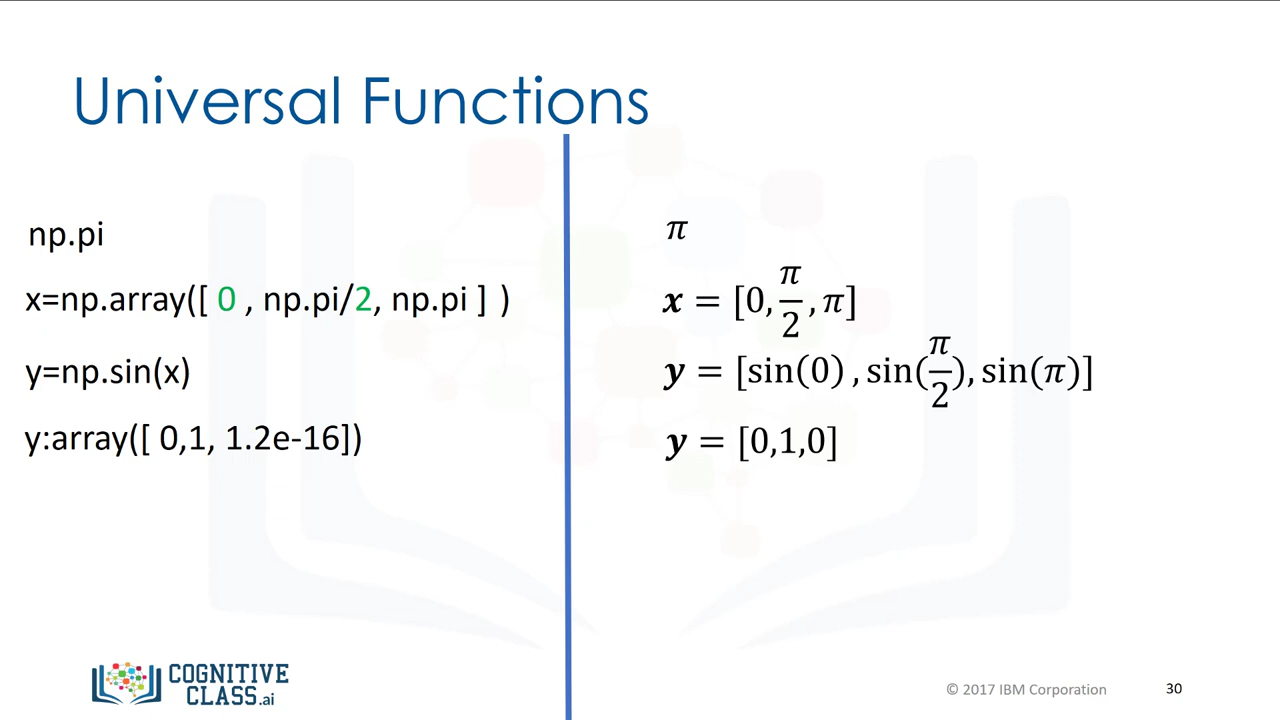 Universal Functions
np.pi
x=np.array([ 0 , np.pi/2, np.pi ] )
y=np.sin(x)
y:array([ 0,1, 1.2e-16])
π
x = [0, π/2, π]
y = [sin(0) , sin(π/2), sin(π)]
y = [0,1,0]
COGNITIVE
CLASS.ai
© 2017 IBM Corporation
30